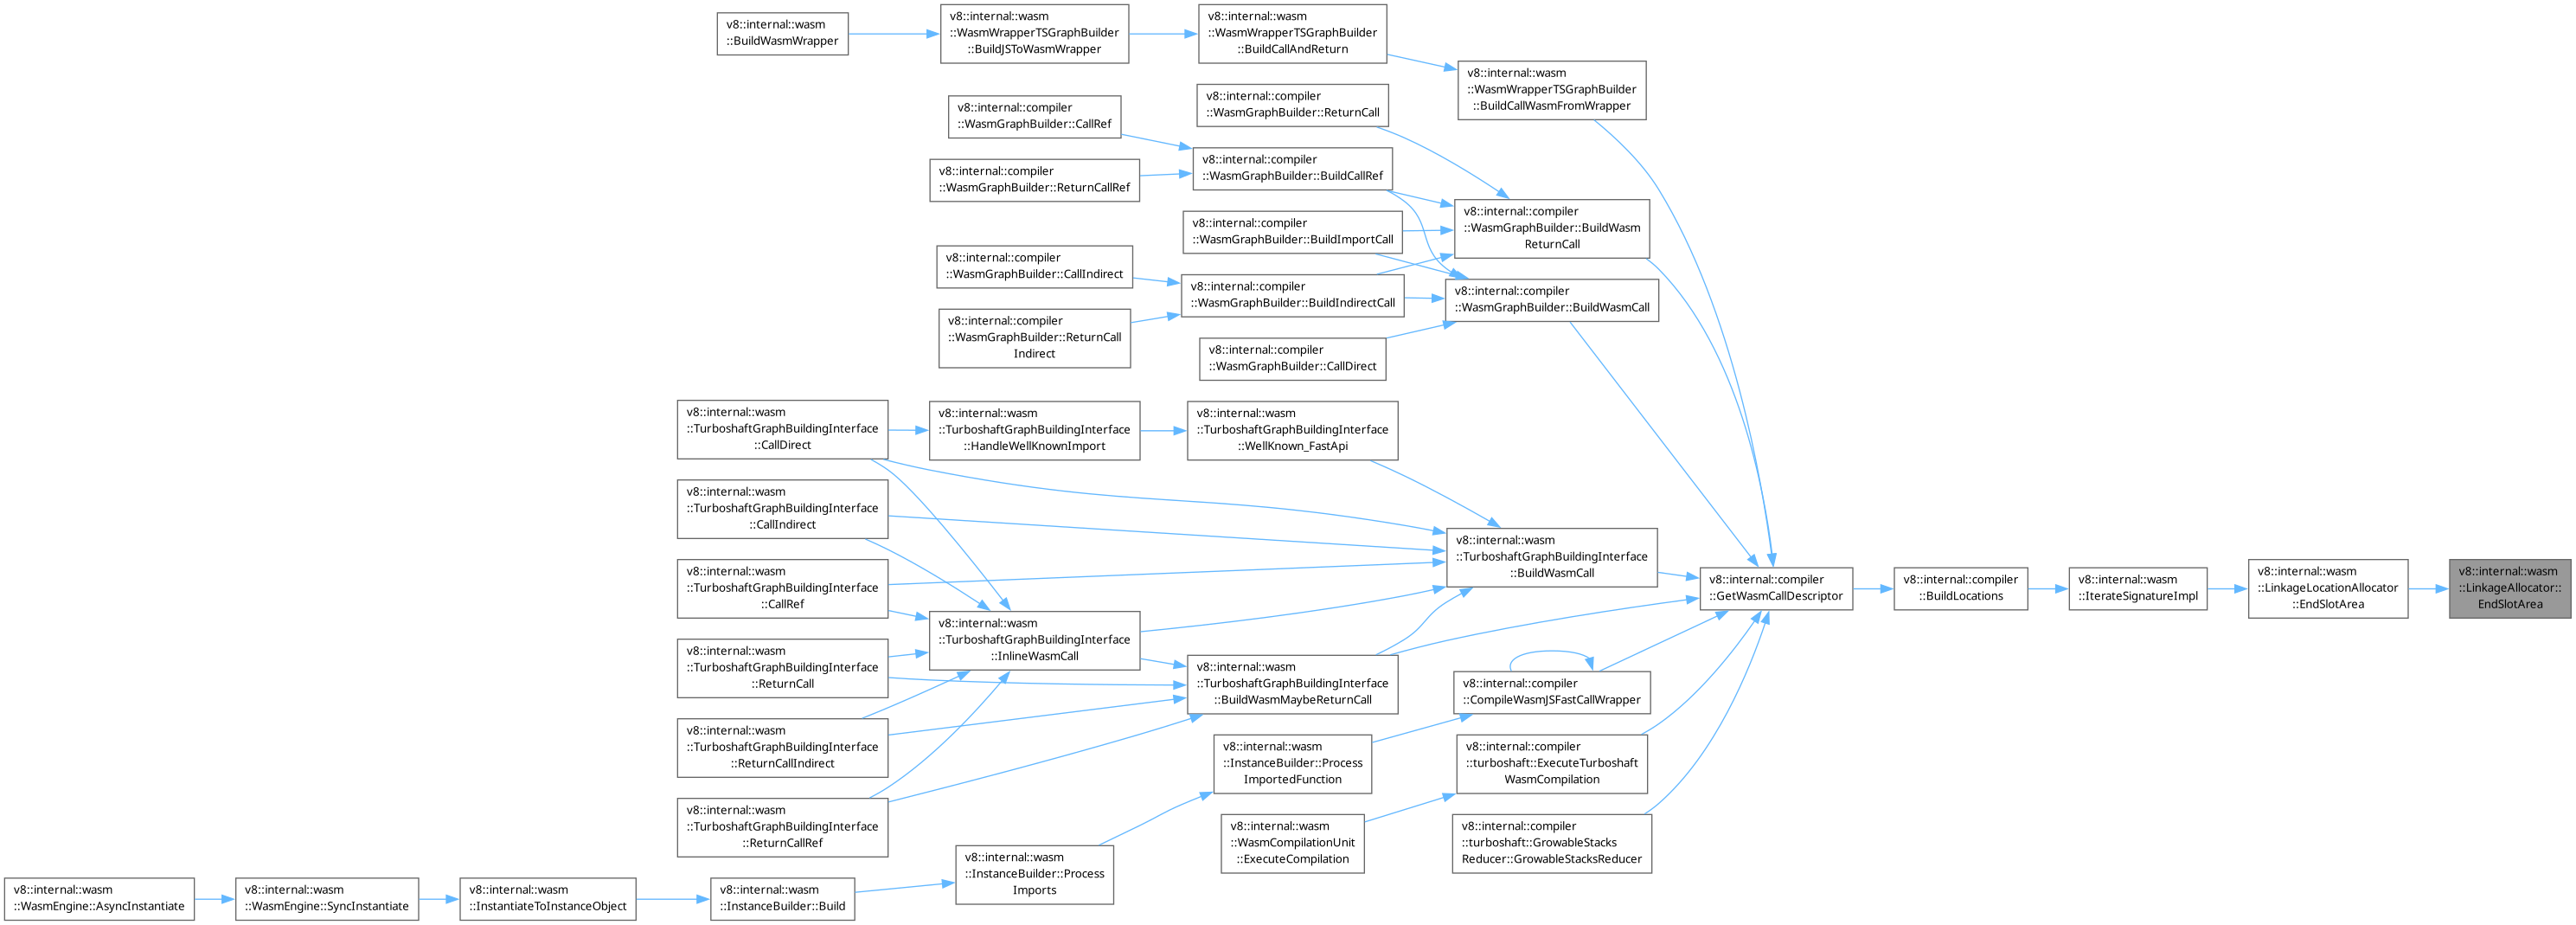 v8::internal::wasm
::BuildWasmWrapper
v8::internal::wasm
::WasmWrapperTSGraphBuilder
::BuildJSToWasmWrapper
v8::internal::wasm
::WasmWrapperTSGraphBuilder
::BuildCallAndReturn
v8::internal::wasm
::WasmWrapperTSGraphBuilder
::BuildCallWasmFromWrapper
v8::internal::compiler
::WasmGraphBuilder::ReturnCall
v8::internal::compiler
::WasmGraphBuilder::CallRef
v8::internal::compiler
::WasmGraphBuilder::BuildCallRef
v8::internal::compiler
::WasmGraphBuilder::ReturnCallRef
v8::internal::compiler
::WasmGraphBuilder::BuildWasm
ReturnCall
v8::internal::compiler
::WasmGraphBuilder::BuildImportCall
v8::internal::compiler
::WasmGraphBuilder::CallIndirect
v8::internal::compiler
::WasmGraphBuilder::BuildIndirectCall
v8::internal::compiler
::WasmGraphBuilder::BuildWasmCall
v8::internal::compiler
::WasmGraphBuilder::ReturnCall
Indirect
v8::internal::compiler
::WasmGraphBuilder::CallDirect
v8::internal::wasm
::TurboshaftGraphBuildingInterface
::CallDirect
v8::internal::wasm
::TurboshaftGraphBuildingInterface
::HandleWellKnownImport
v8::internal::wasm
::TurboshaftGraphBuildingInterface
::WellKnown_FastApi
v8::internal::wasm
::TurboshaftGraphBuildingInterface
::CallIndirect
v8::internal::wasm
::TurboshaftGraphBuildingInterface
::BuildWasmCall
v8::internal::wasm
::TurboshaftGraphBuildingInterface
::CallRef
v8::internal::compiler
::GetWasmCallDescriptor
v8::internal::compiler
::BuildLocations
v8::internal::wasm
::IterateSignatureImpl
v8::internal::wasm
::LinkageLocationAllocator
::EndSlotArea
v8::internal::wasm
::LinkageAllocator::
EndSlotArea
v8::internal::wasm
::TurboshaftGraphBuildingInterface
::InlineWasmCall
v8::internal::wasm
::TurboshaftGraphBuildingInterface
::ReturnCall
v8::internal::wasm
::TurboshaftGraphBuildingInterface
::BuildWasmMaybeReturnCall
v8::internal::compiler
::CompileWasmJSFastCallWrapper
v8::internal::wasm
::TurboshaftGraphBuildingInterface
::ReturnCallIndirect
v8::internal::wasm
::InstanceBuilder::Process
ImportedFunction
v8::internal::compiler
::turboshaft::ExecuteTurboshaft
WasmCompilation
v8::internal::wasm
::TurboshaftGraphBuildingInterface
::ReturnCallRef
v8::internal::wasm
::WasmCompilationUnit
::ExecuteCompilation
v8::internal::compiler
::turboshaft::GrowableStacks
Reducer::GrowableStacksReducer
v8::internal::wasm
::InstanceBuilder::Process
Imports
v8::internal::wasm
::WasmEngine::AsyncInstantiate
v8::internal::wasm
::WasmEngine::SyncInstantiate
v8::internal::wasm
::InstantiateToInstanceObject
v8::internal::wasm
::InstanceBuilder::Build